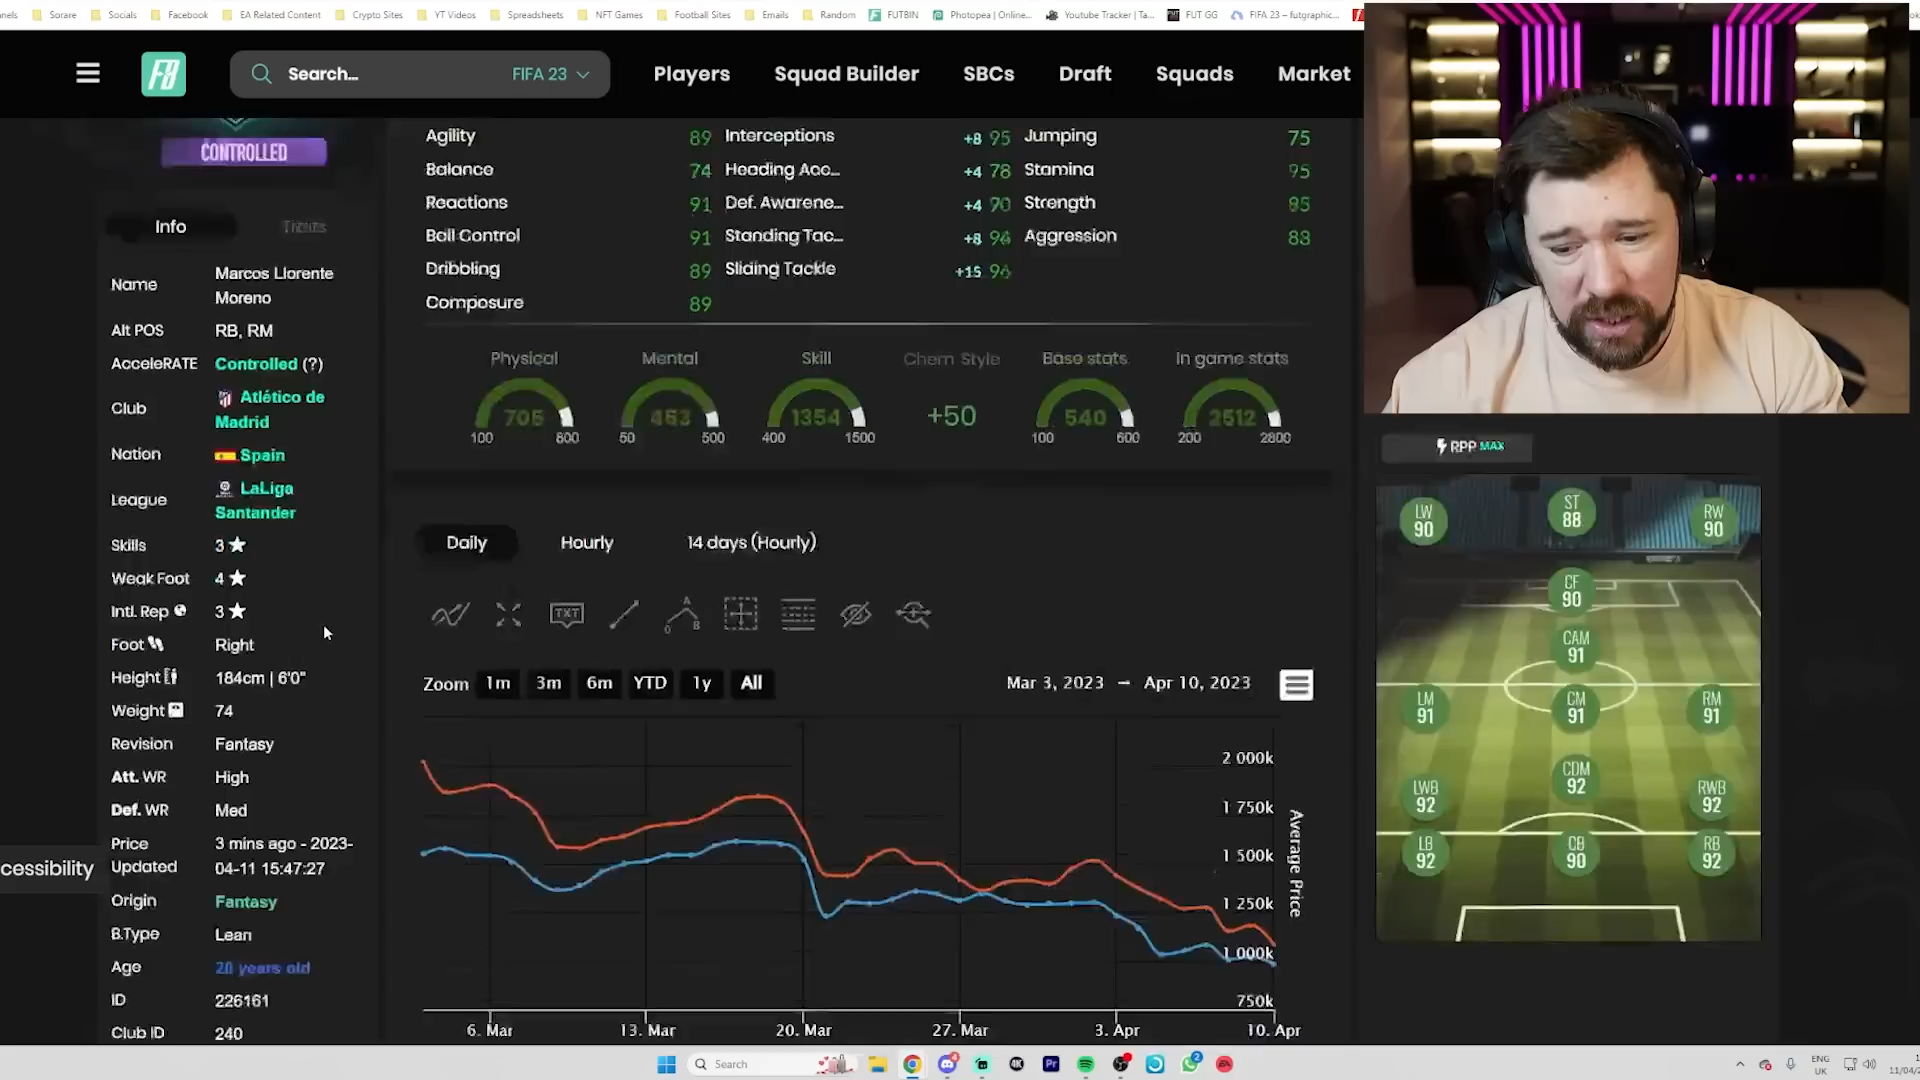 Sorare
Socials
Facebook
EA Related Content
Crypto Sites
YT Videos
Spreadsheets
NFT Games
Football Sites
Emails
Random
FUTBIN
Photopea | Online...
Youtube Tracker | Ta...
FUT GG
FIFA 23 – futgraphic...
Search...
FIFA 23
Players
Squad Builder
SBCs
Draft
Squads
Market
CONTROLLED
Info
Traits
Name
Marcos Llorente
Moreno
Alt POS
RB, RM
AcceleRATE
Controlled (?)
Club
Atlético de
Madrid
Nation
Spain
League
LaLiga
Santander
Skills
3★
Weak Foot
4★
Intl. Rep
3★
Foot
Right
Height
184cm | 6'0"
Weight
74
Revision
Fantasy
Att. WR
High
Def. WR
Med
Price
Updated
3 mins ago - 2023-
04-11 15:47:27
Origin
Fantasy
B.Type
Lean
Age
years old
ID
226161
Club ID
240
cessibility
Agility 89
Balance 74
Reactions 91
Ball Control 91
Dribbling 89
Composure 89
Interceptions +8 95
Heading Acc... +4 78
Def. Awarene... +4 90
Standing Tac... +8 96
Sliding Tackle +15 96
Jumping 75
Stamina 95
Strength 85
Aggression 83
Physical
705
100 800
Mental
463
50 500
Skill
1354
400 1500
Chem Style
+50
Base stats
540
100 600
In game stats
2512
200 2800
Daily
Hourly
14 days (Hourly)
TXT
Zoom 1m 3m 6m YTD 1y All
Mar 3, 2023 → Apr 10, 2023
2 000k
1 750k
1 500k
1 250k
1 000k
750k
Average Price
6. Mar
13. Mar
20. Mar
27. Mar
3. Apr
10. Apr
RPP MAX
LW
90
ST
88
RW
90
CF
90
CAM
91
LM
91
CM
91
RM
91
CDM
92
LWB
92
RWB
92
LB
92
CB
90
RB
92
Search
ENG
UK